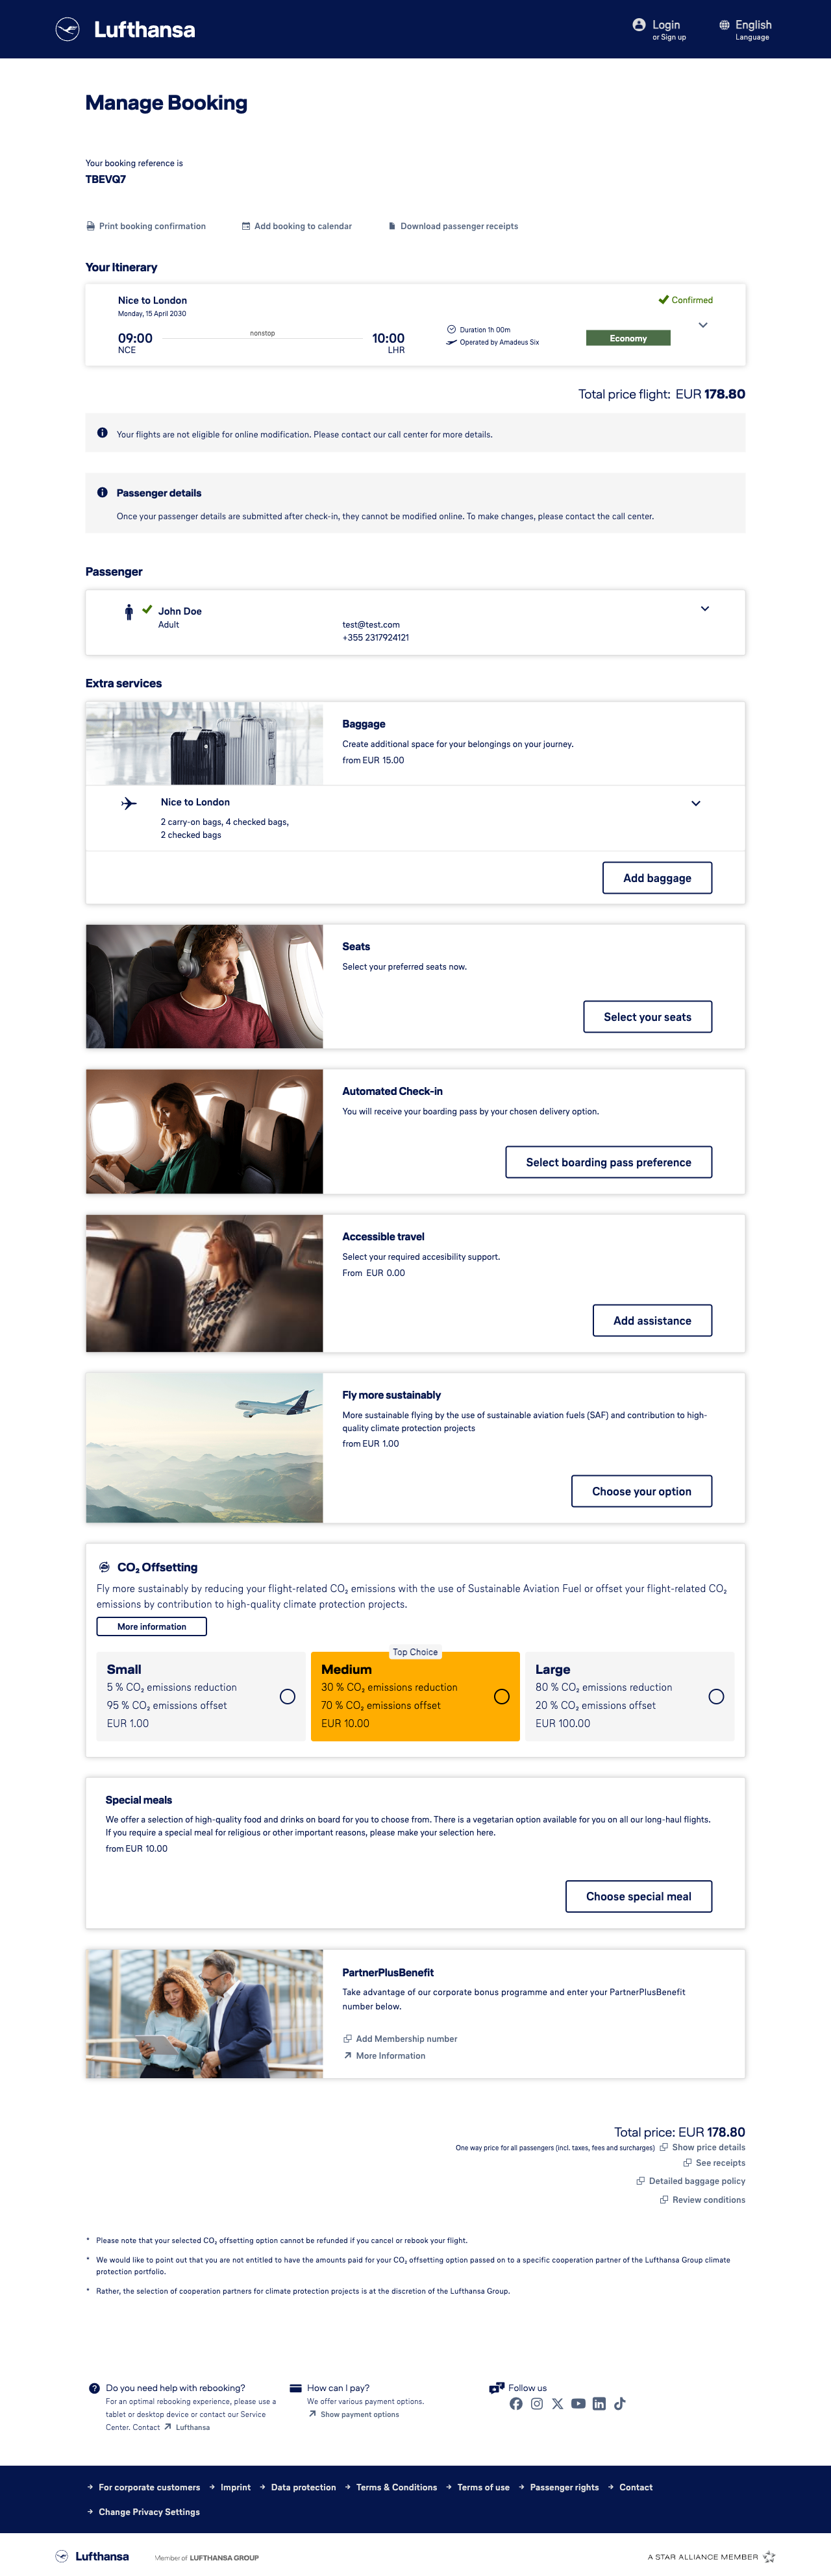 Lufthansa
Login
or Sign up
English
Language
Manage Booking
Your booking reference is
TBEVQ7
Print booking confirmation
Add booking to calendar
Download passenger receipts
Your Itinerary
Nice to London
Confirmed
Monday, 15 April 2030
09:00
nonstop
10:00
NCE
LHR
Duration 1h 00m
Operated by Amadeus Six
Economy
Total price flight: EUR 178.80
Your flights are not eligible for online modification. Please contact our call center for more details.
Passenger details
Once your passenger details are submitted after check-in, they cannot be modified online. To make changes, please contact the call center.
Passenger
John Doe
Adult
test@test.com
+355 2317924121
Extra services
Baggage
Create additional space for your belongings on your journey.
from EUR 15.00
Nice to London
2 carry-on bags, 4 checked bags,
2 checked bags
Add baggage
Seats
Select your preferred seats now.
Select your seats
Automated Check-in
You will receive your boarding pass by your chosen delivery option.
Select boarding pass preference
Accessible travel
Select your required accesibility support.
From EUR 0.00
Add assistance
Fly more sustainably
More sustainable flying by the use of sustainable aviation fuels (SAF) and contribution to high-
quality climate protection projects
from EUR 1.00
Choose your option
CO₂ Offsetting
Fly more sustainably by reducing your flight-related CO₂ emissions with the use of Sustainable Aviation Fuel or offset your flight-related CO₂
emissions by contribution to high-quality climate protection projects.
More information
Small
5 % CO₂ emissions reduction
95 % CO₂ emissions offset
EUR 1.00
Top Choice
Medium
30 % CO₂ emissions reduction
70 % CO₂ emissions offset
EUR 10.00
Large
80 % CO₂ emissions reduction
20 % CO₂ emissions offset
EUR 100.00
Special meals
We offer a selection of high-quality food and drinks on board for you to choose from. There is a vegetarian option available for you on all our long-haul flights.
If you require a special meal for religious or other important reasons, please make your selection here.
from EUR 10.00
Choose special meal
PartnerPlusBenefit
Take advantage of our corporate bonus programme and enter your PartnerPlusBenefit
number below.
Add Membership number
More Information
Total price: EUR 178.80
One way price for all passengers (incl. taxes, fees and surcharges)
Show price details
See receipts
Detailed baggage policy
Review conditions
* Please note that your selected CO₂ offsetting option cannot be refunded if you cancel or rebook your flight.
* We would like to point out that you are not entitled to have the amounts paid for your CO₂ offsetting option passed on to a specific cooperation partner of the Lufthansa Group climate
protection portfolio.
* Rather, the selection of cooperation partners for climate protection projects is at the discretion of the Lufthansa Group.
Do you need help with rebooking?
For an optimal rebooking experience, please use a
tablet or desktop device or contact our Service
Center. Contact Lufthansa
How can I pay?
We offer various payment options.
Show payment options
Follow us
For corporate customers
Imprint
Data protection
Terms & Conditions
Terms of use
Passenger rights
Contact
Change Privacy Settings
Lufthansa
Member of LUFTHANSA GROUP
A STAR ALLIANCE MEMBER